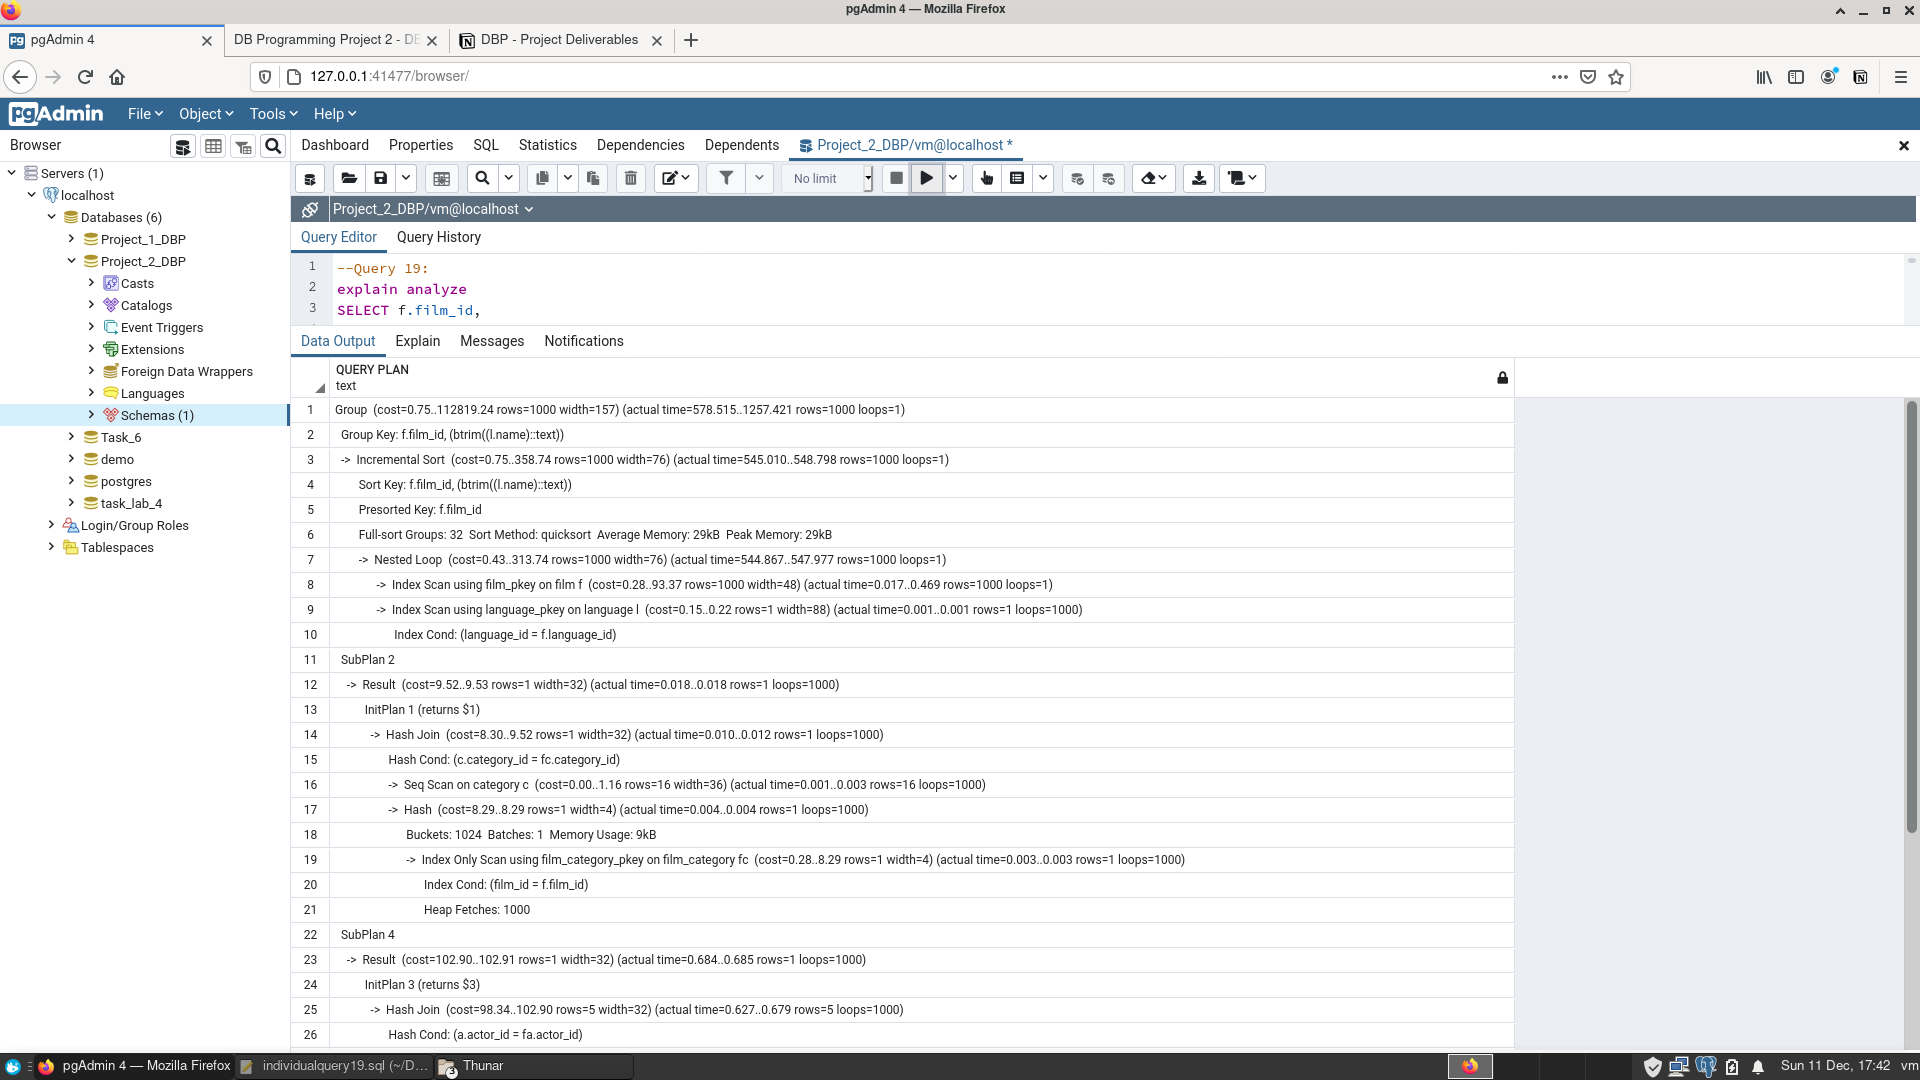 pgAdmin 4 — Mozilla Firefox
pgAdmin 4
DB Programming Project 2 - DE
DBP - Project Deliverables
127.0.0.1:41477/browser/
pgAdmin
File
Object
Tools
Help
Browser
Dashboard
Properties
SQL
Statistics
Dependencies
Dependents
Project_2_DBP/vm@localhost *
Servers (1)
localhost
Databases (6)
Project_1_DBP
Project_2_DBP
Casts
Catalogs
Event Triggers
Extensions
Foreign Data Wrappers
Languages
Schemas (1)
Task_6
demo
postgres
task_lab_4
Login/Group Roles
Tablespaces
No limit
Project_2_DBP/vm@localhost
Query Editor
Query History
1 --Query 19:
2 explain analyze
3 SELECT f.film_id,
Data Output
Explain
Messages
Notifications
QUERY PLAN
text
1 Group (cost=0.75..112819.24 rows=1000 width=157) (actual time=578.515..1257.421 rows=1000 loops=1)
2 Group Key: f.film_id, (btrim((l.name)::text))
3 -> Incremental Sort (cost=0.75..358.74 rows=1000 width=76) (actual time=545.010..548.798 rows=1000 loops=1)
4 Sort Key: f.film_id, (btrim((l.name)::text))
5 Presorted Key: f.film_id
6 Full-sort Groups: 32 Sort Method: quicksort Average Memory: 29kB Peak Memory: 29kB
7 -> Nested Loop (cost=0.43..313.74 rows=1000 width=76) (actual time=544.867..547.977 rows=1000 loops=1)
8 -> Index Scan using film_pkey on film f (cost=0.28..93.37 rows=1000 width=48) (actual time=0.017..0.469 rows=1000 loops=1)
9 -> Index Scan using language_pkey on language l (cost=0.15..0.22 rows=1 width=88) (actual time=0.001..0.001 rows=1 loops=1000)
10 Index Cond: (language_id = f.language_id)
11 SubPlan 2
12 -> Result (cost=9.52..9.53 rows=1 width=32) (actual time=0.018..0.018 rows=1 loops=1000)
13 InitPlan 1 (returns $1)
14 -> Hash Join (cost=8.30..9.52 rows=1 width=32) (actual time=0.010..0.012 rows=1 loops=1000)
15 Hash Cond: (c.category_id = fc.category_id)
16 -> Seq Scan on category c (cost=0.00..1.16 rows=16 width=36) (actual time=0.001..0.003 rows=16 loops=1000)
17 -> Hash (cost=8.29..8.29 rows=1 width=4) (actual time=0.004..0.004 rows=1 loops=1000)
18 Buckets: 1024 Batches: 1 Memory Usage: 9kB
19 -> Index Only Scan using film_category_pkey on film_category fc (cost=0.28..8.29 rows=1 width=4) (actual time=0.003..0.003 rows=1 loops=1000)
20 Index Cond: (film_id = f.film_id)
21 Heap Fetches: 1000
22 SubPlan 4
23 -> Result (cost=102.90..102.91 rows=1 width=32) (actual time=0.684..0.685 rows=1 loops=1000)
24 InitPlan 3 (returns $3)
25 -> Hash Join (cost=98.34..102.90 rows=5 width=32) (actual time=0.627..0.679 rows=5 loops=1000)
26 Hash Cond: (a.actor_id = fa.actor_id)
pgAdmin 4 — Mozilla Firefox
individualquery19.sql (~/D...
3
Thunar
Sun 11 Dec, 17:42
vm